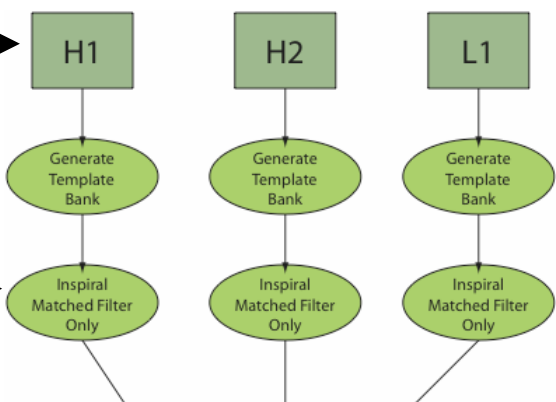 H1
H2
L1
Generate
Template
Bank
Generate
Template
Bank
Generate
Template
Bank
Inspiral
Matched Filter
Only
Inspiral
Matched Filter
Only
Inspiral
Matched Filter
Only